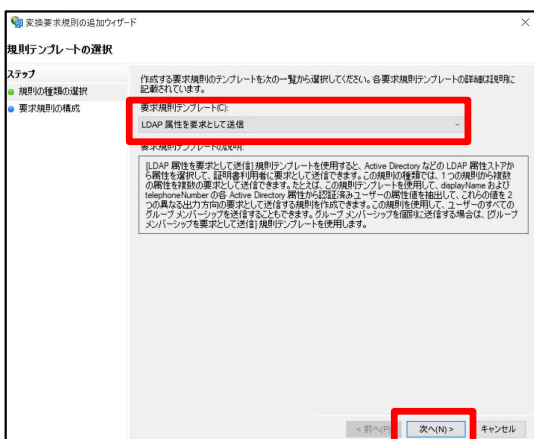 変換要求規則の追加ウィザード
規則テンプレートの選択
ステップ
規則の種類の選択
要求規則の構成
作成する要求規則のテンプレートを次の一覧から選択してください。各要求規則テンプレートの詳細は説明に
記載されています。
要求規則テンプレート(C):
LDAP 属性を要求として送信
要求規則テンプレートの説明:
[LDAP 属性を要求として送信] 規則テンプレートを使用すると、Active Directory などの LDAP 属性ストアか
ら属性を選択して、証明書利用者に要求として送信できます。この規則の種類では、1 つの規則から複数
の属性を複数の要求として送信できます。たとえば、この規則テンプレートを使用して、displayName および
telephoneNumber の各 Active Directory 属性から認証済みユーザーの属性値を抽出して、これらの値を 2
つの異なる出力方向の要求として送信する規則を作成できます。この規則を使用して、ユーザーのすべての
グループ メンバーシップを送信することもできます。グループ メンバーシップを個別に送信する場合は、[グループ
メンバーシップを要求として送信] 規則テンプレートを使用します。
< 前へ(P)
次へ(N) >
キャンセル